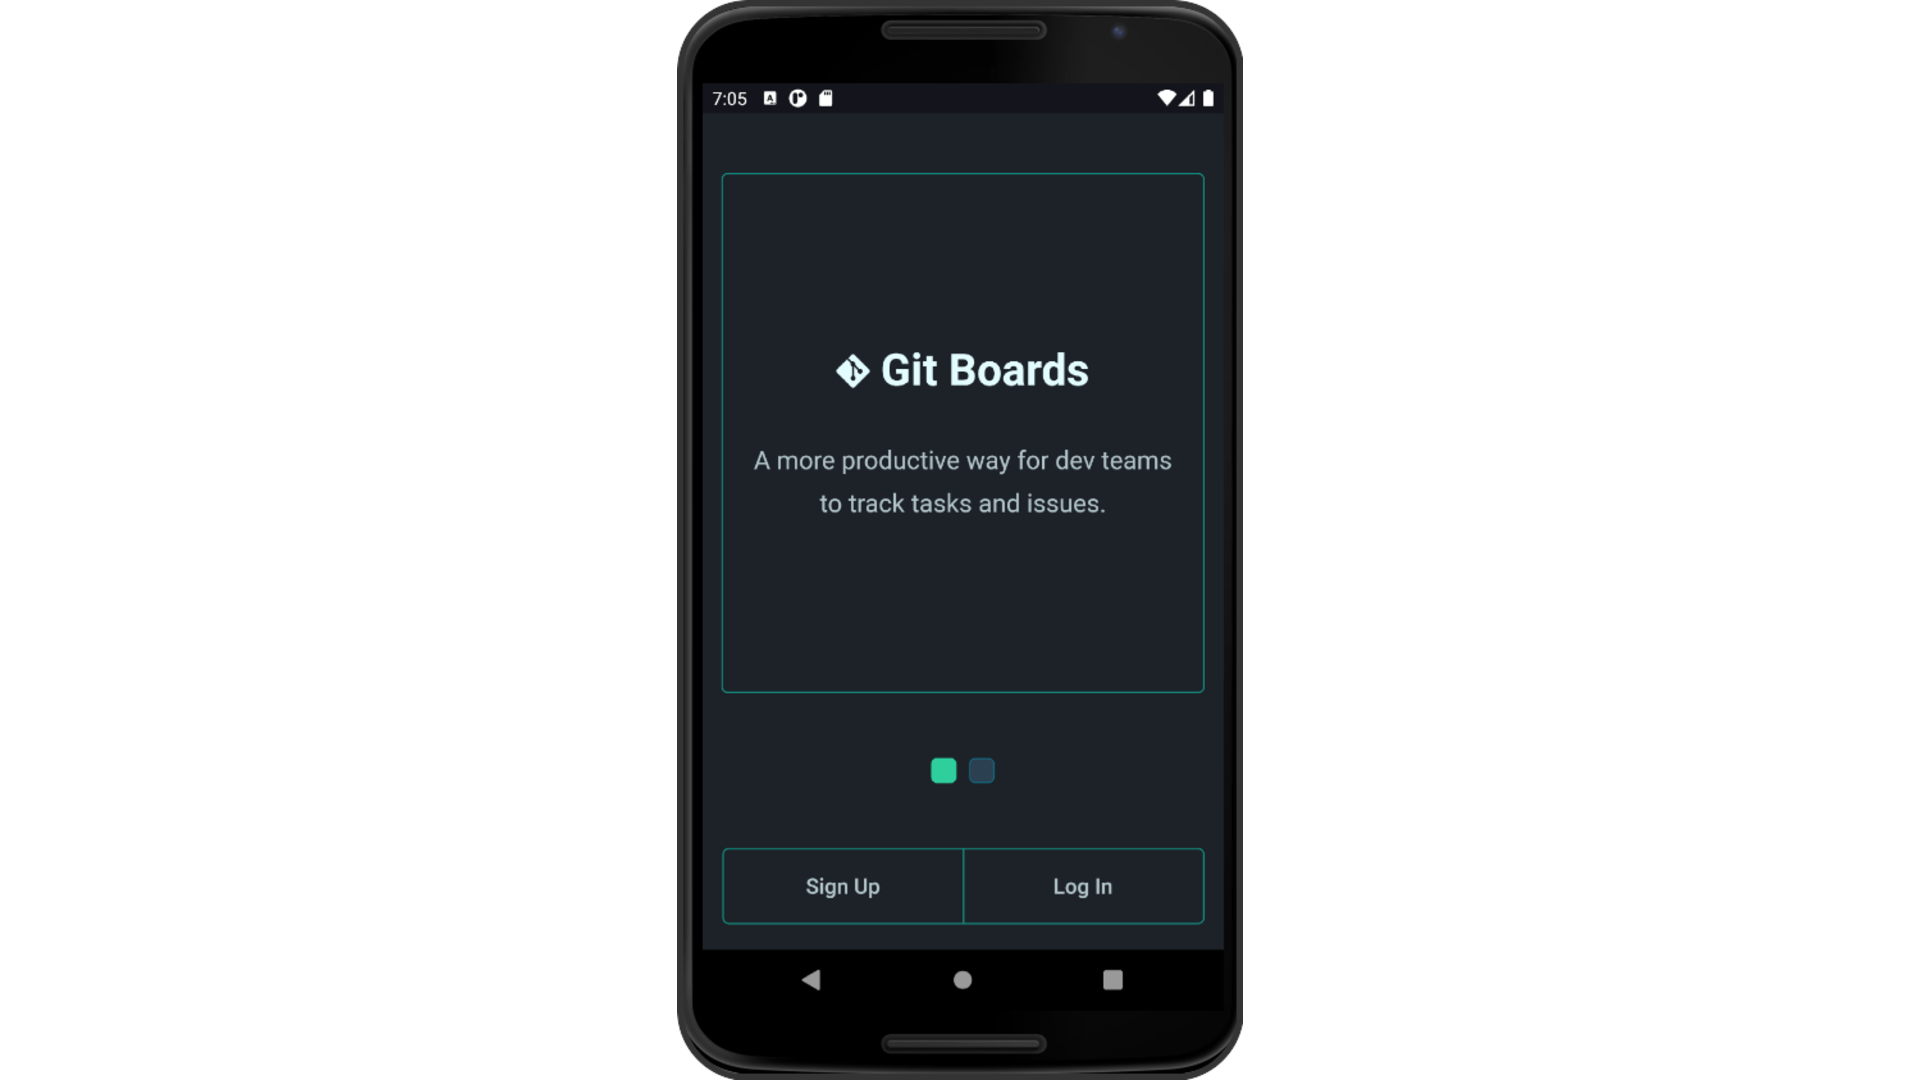 7:05
Git Boards
A more productive way for dev teams
to track tasks and issues.
Sign Up
Log In